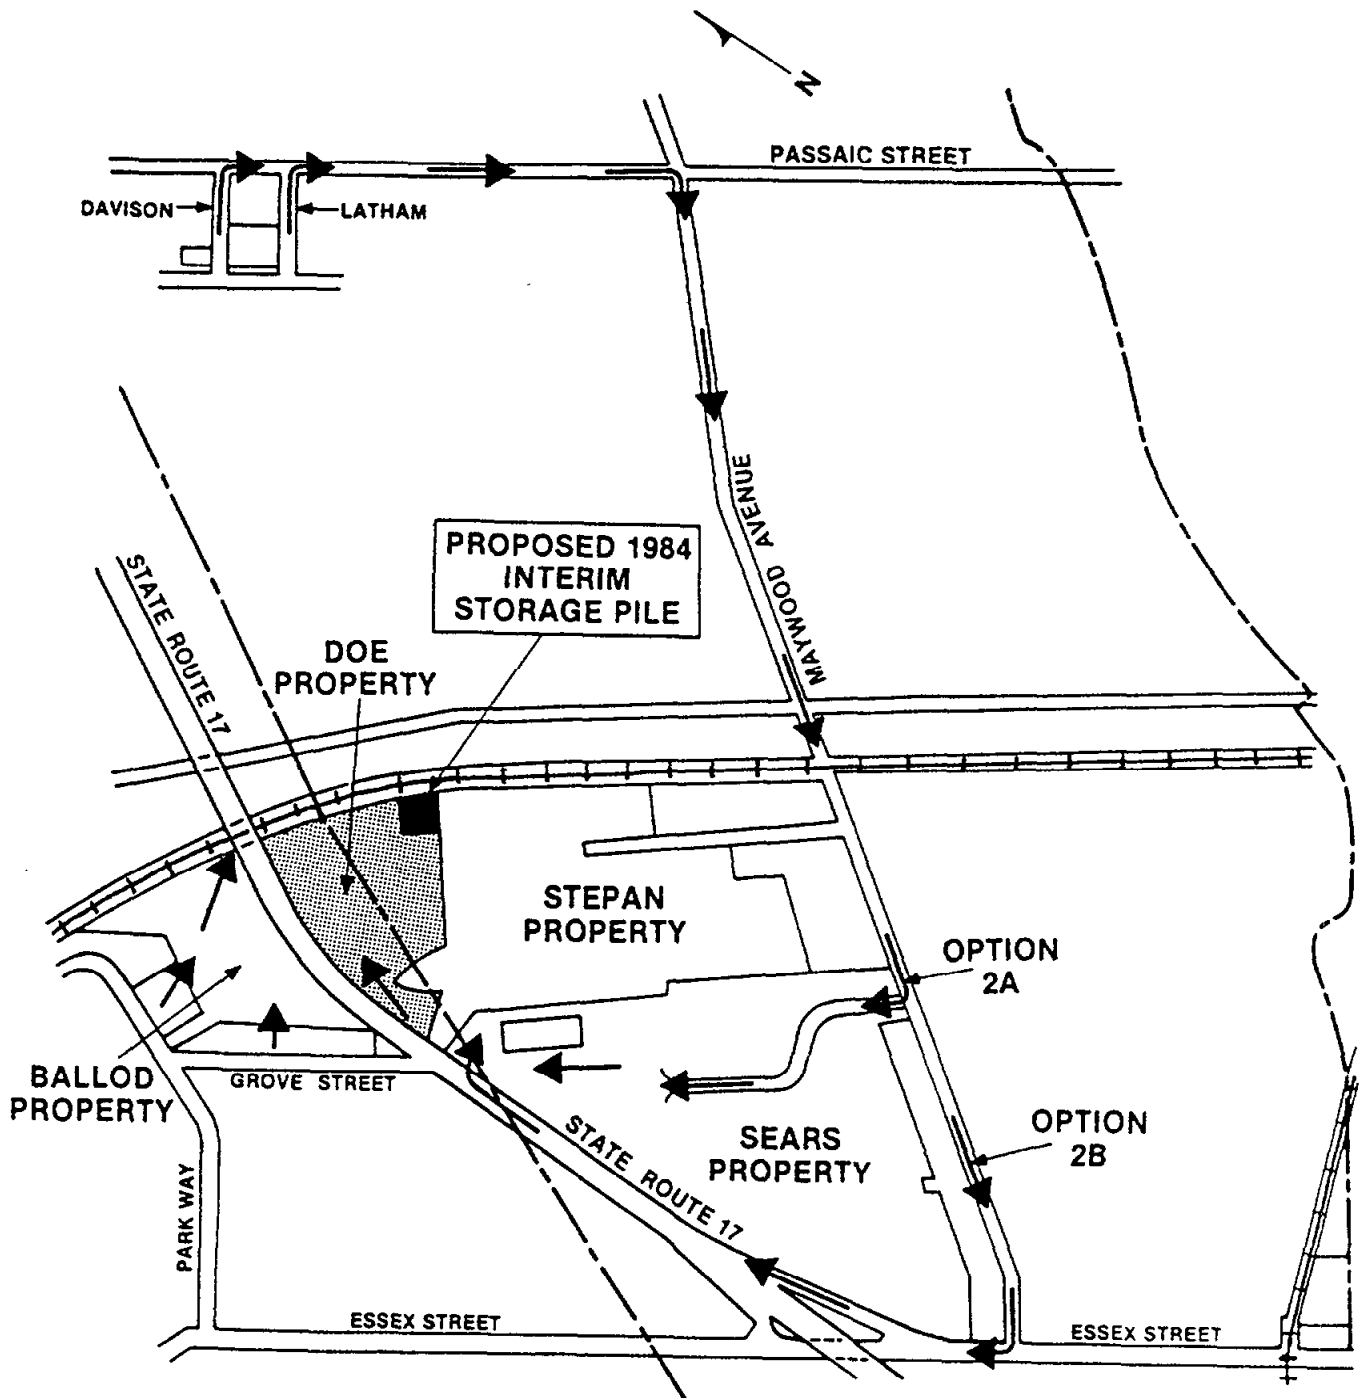 N
PASSAIC STREET
DAVISON
LATHAM
MAYWOOD AVENUE
PROPOSED 1984
INTERIM
STORAGE PILE
STATE ROUTE 17
DOE
PROPERTY
STEPAN
PROPERTY
OPTION
2A
BALLOD
PROPERTY
GROVE STREET
OPTION
2B
SEARS
PROPERTY
STATE ROUTE 17
PARK WAY
ESSEX STREET
ESSEX STREET